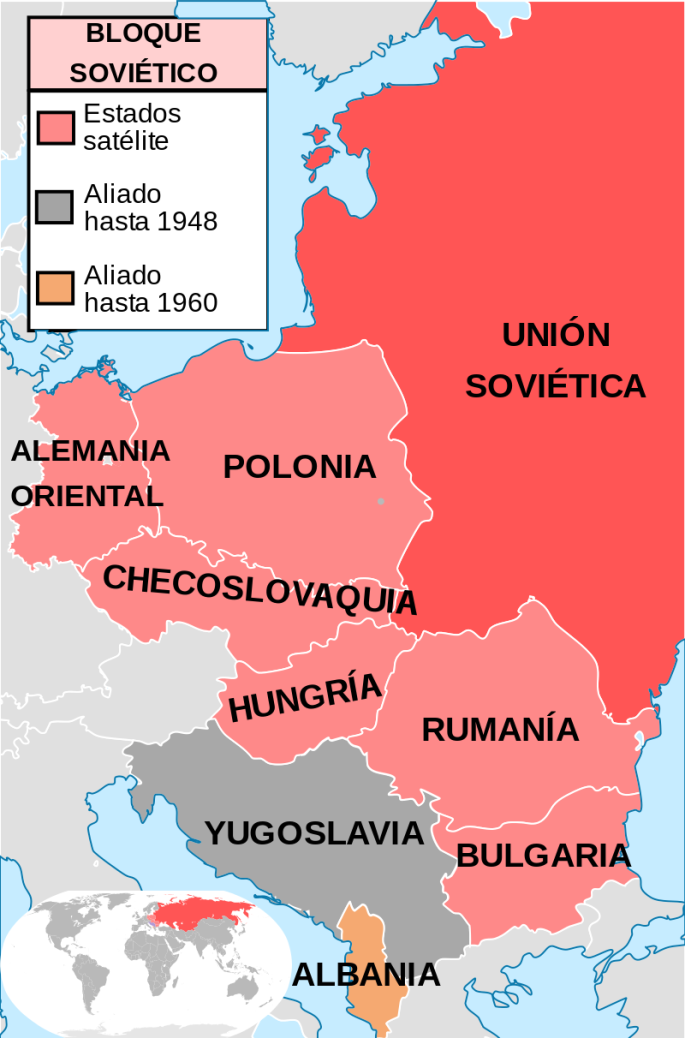 BLOQUE
SOVIÉTICO
Estados
satélite
Aliado
hasta 1948
Aliado
hasta 1960
UNIÓN
SOVIÉTICA
ALEMANIA
ORIENTAL
POLONIA
CHECOSLOVAQUIA
HUNGRÍA
RUMANÍA
YUGOSLAVIA
BULGARIA
ALBANIA